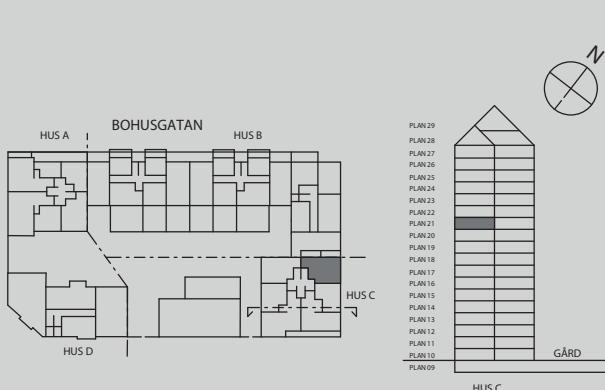 N
BOHUSGATAN
HUS A
HUS B
HUS C
HUS D
PLAN 29
PLAN 28
PLAN 27
PLAN 26
PLAN 25
PLAN 24
PLAN 23
PLAN 22
PLAN 21
PLAN 20
PLAN 19
PLAN 18
PLAN 17
PLAN 16
PLAN 15
PLAN 14
PLAN 13
PLAN 12
PLAN 11
PLAN 10
PLAN 09
GÅRD
HUS C